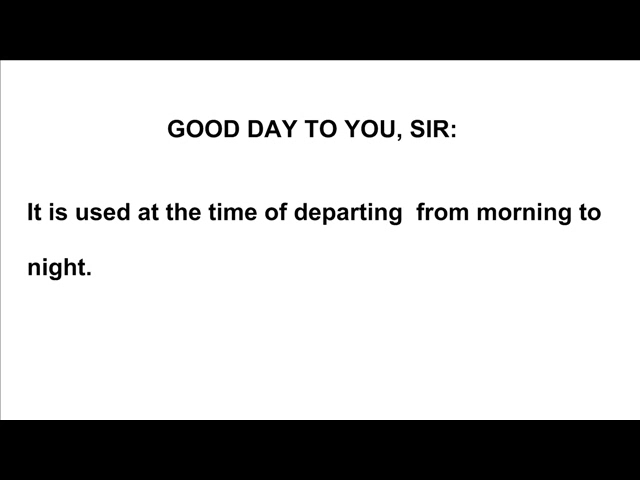 GOOD DAY TO YOU, SIR:
It is used at the time of departing  from morning to
night.